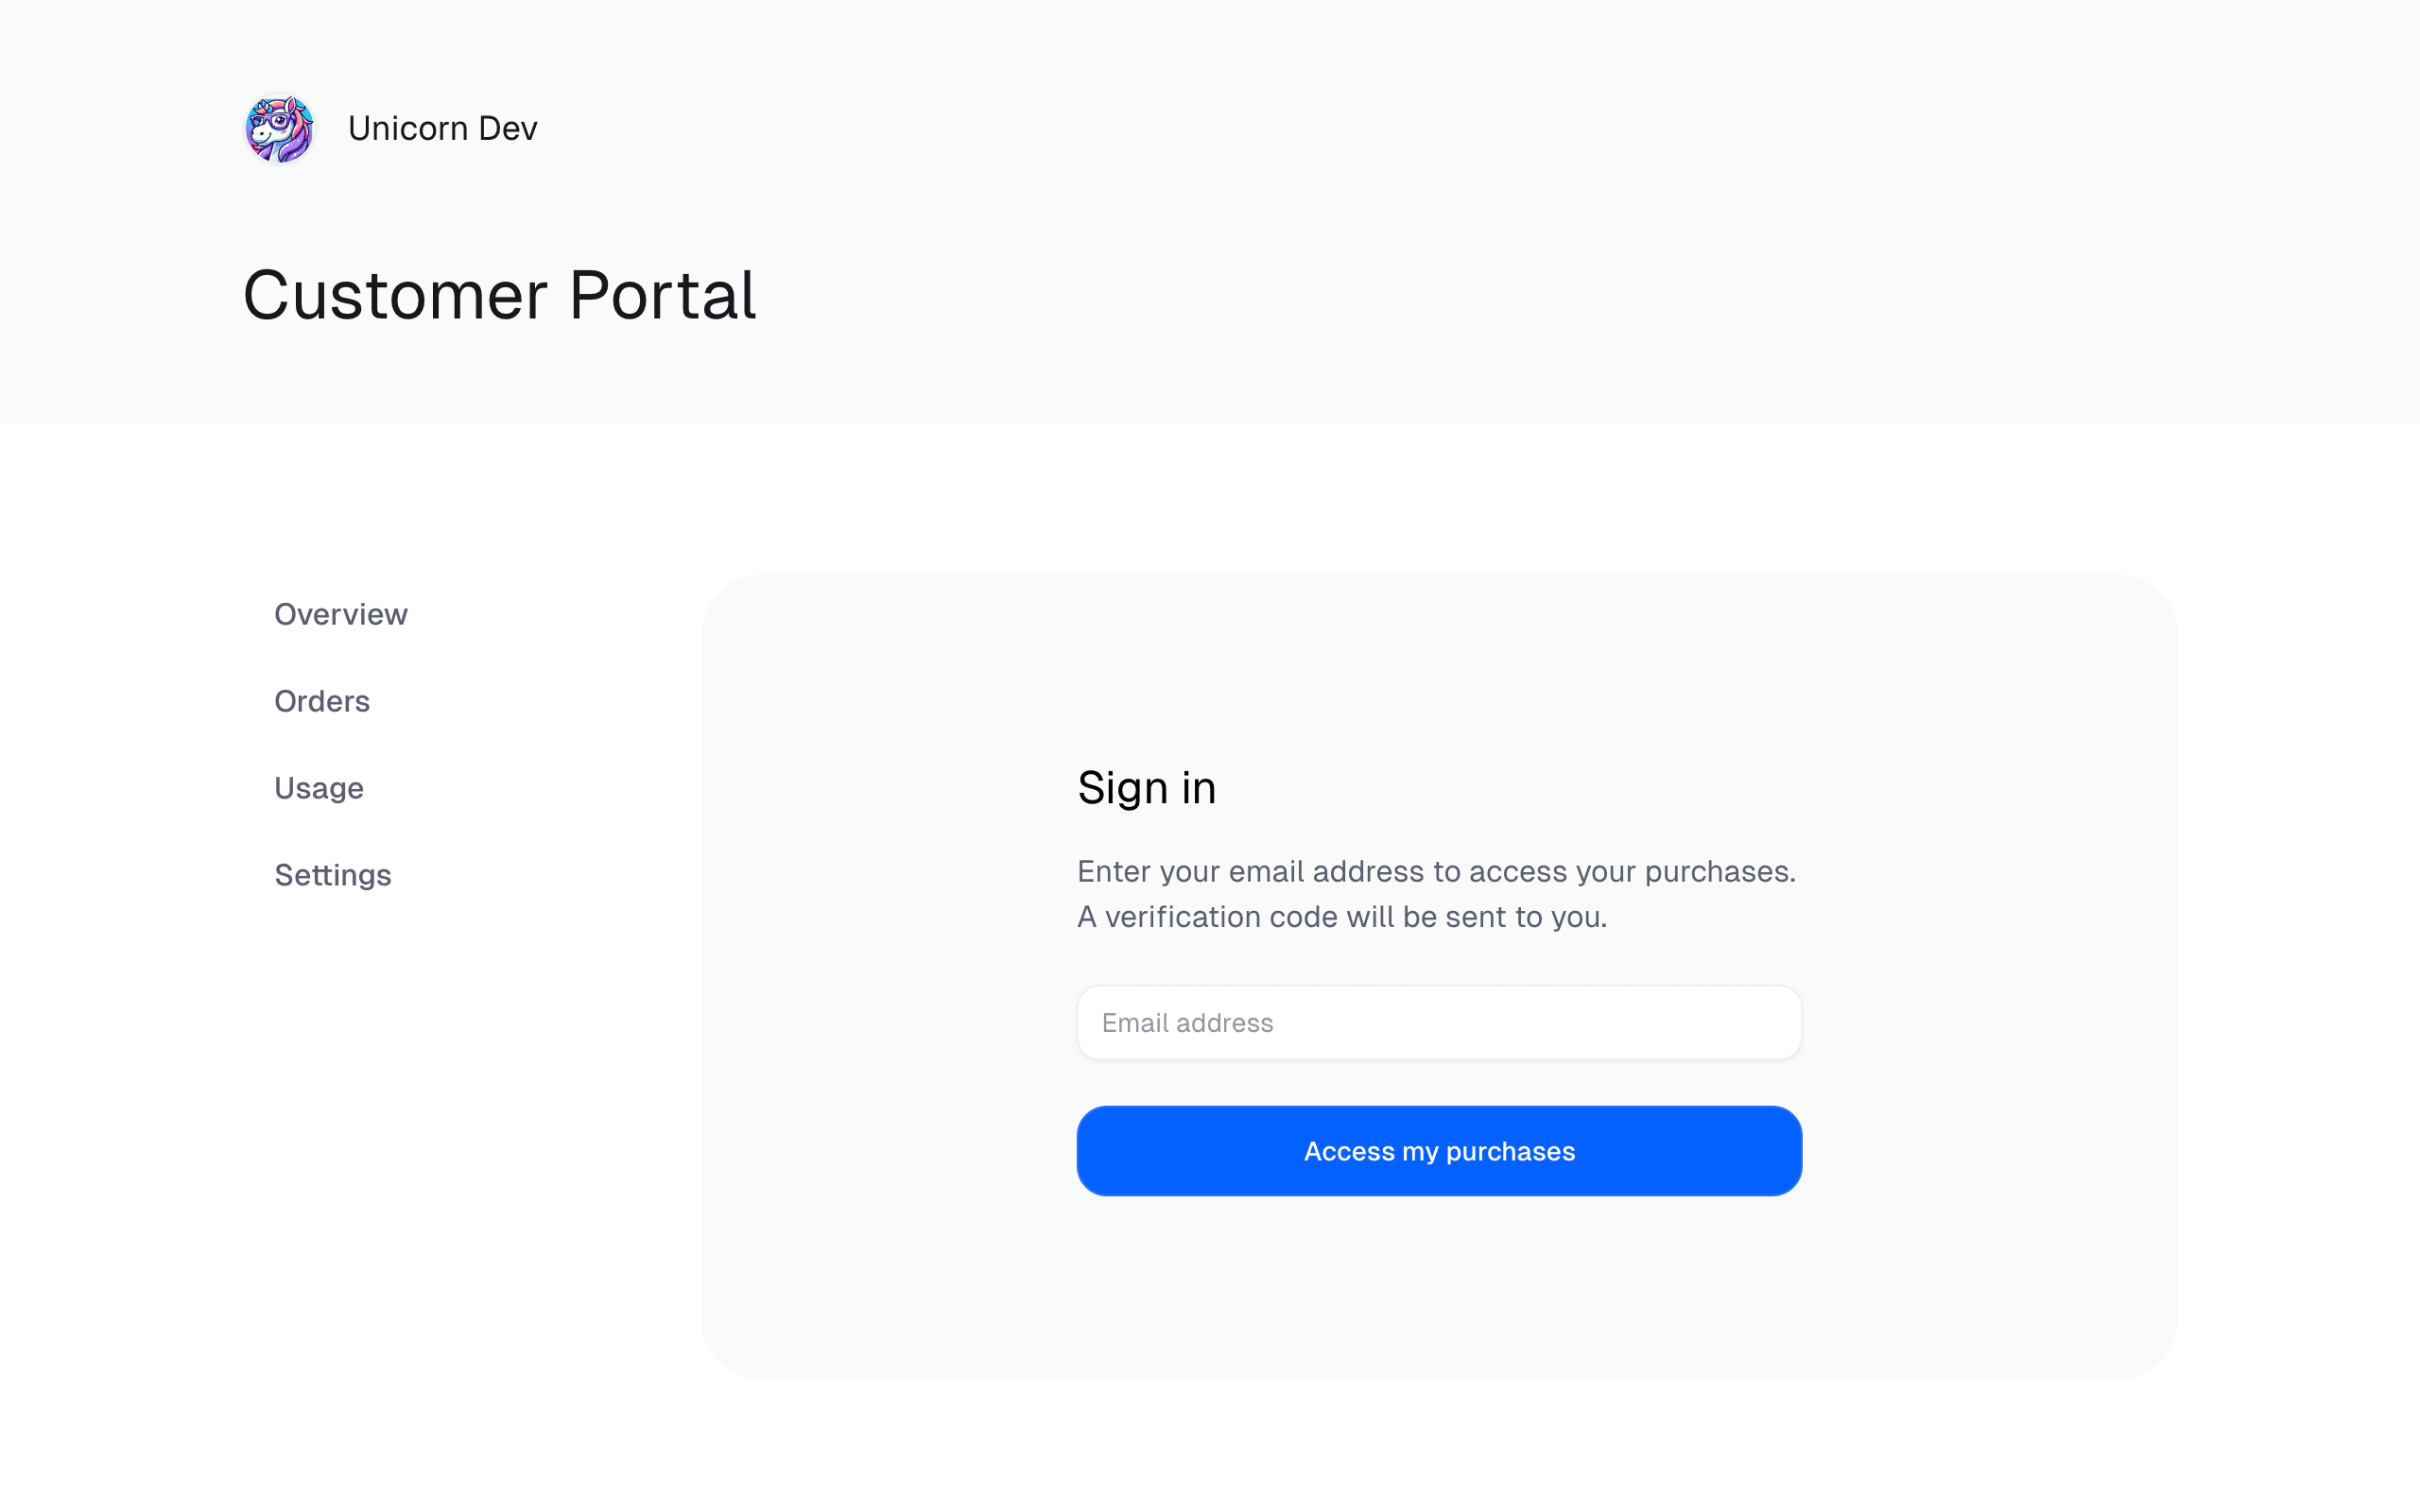 Unicorn Dev
Customer Portal
Overview
Orders
Usage
Settings
Sign in
Enter your email address to access your purchases.
A verification code will be sent to you.
Email address
Access my purchases